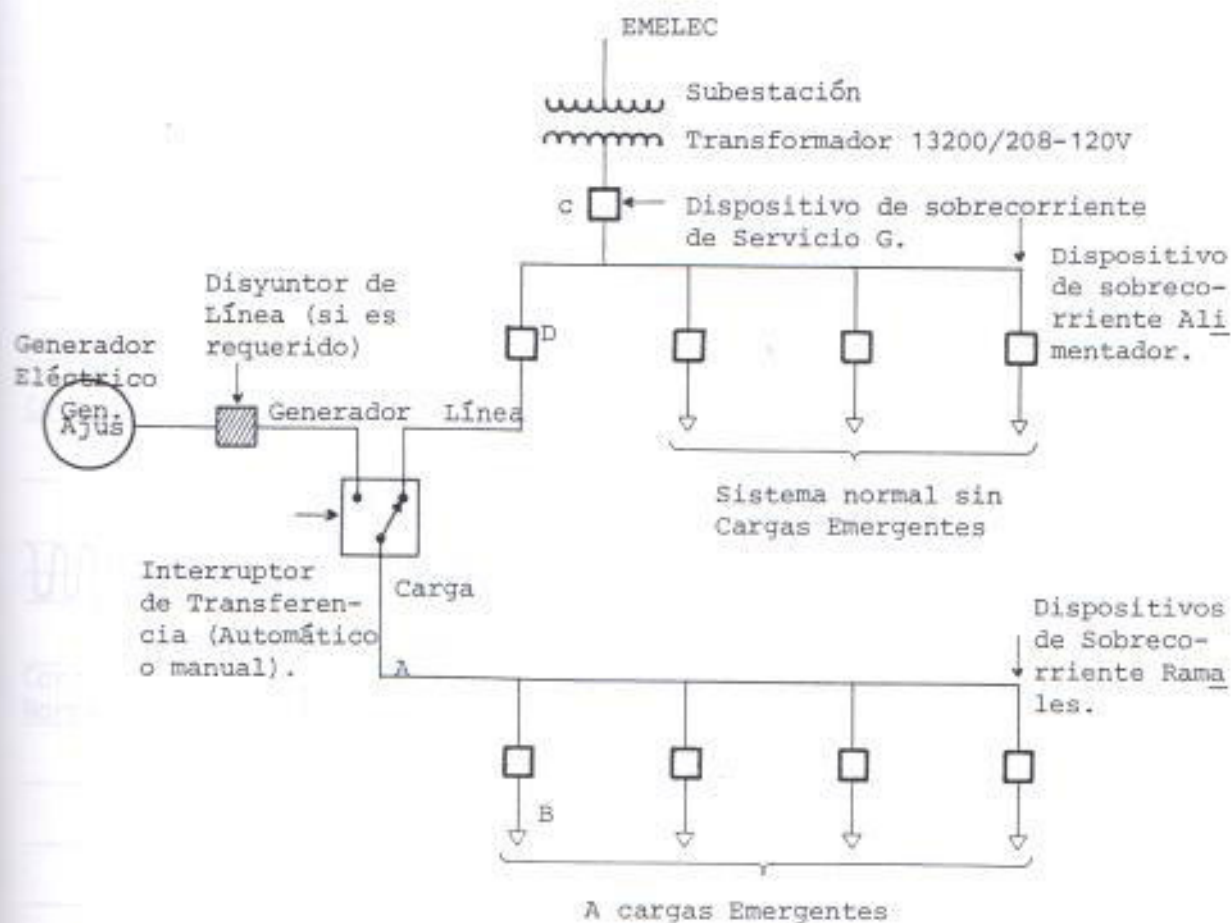 EMELEC
Subestación
Transformador 13200/208-120V
C
Dispositivo de sobrecorriente
de Servicio G.
Dispositivo
de sobreco-
rriente Ali
mentador.
Disyuntor de
Línea (si es
requerido)
D
Generador
Eléctrico
Gen.
Ajus
Generador
Línea
Sistema normal sin
Cargas Emergentes
Interruptor
de Transferen-
cia (Automático
o manual).
Carga
A
Dispositivos
de Sobreco-
rriente Rama
les.
B
A cargas Emergentes